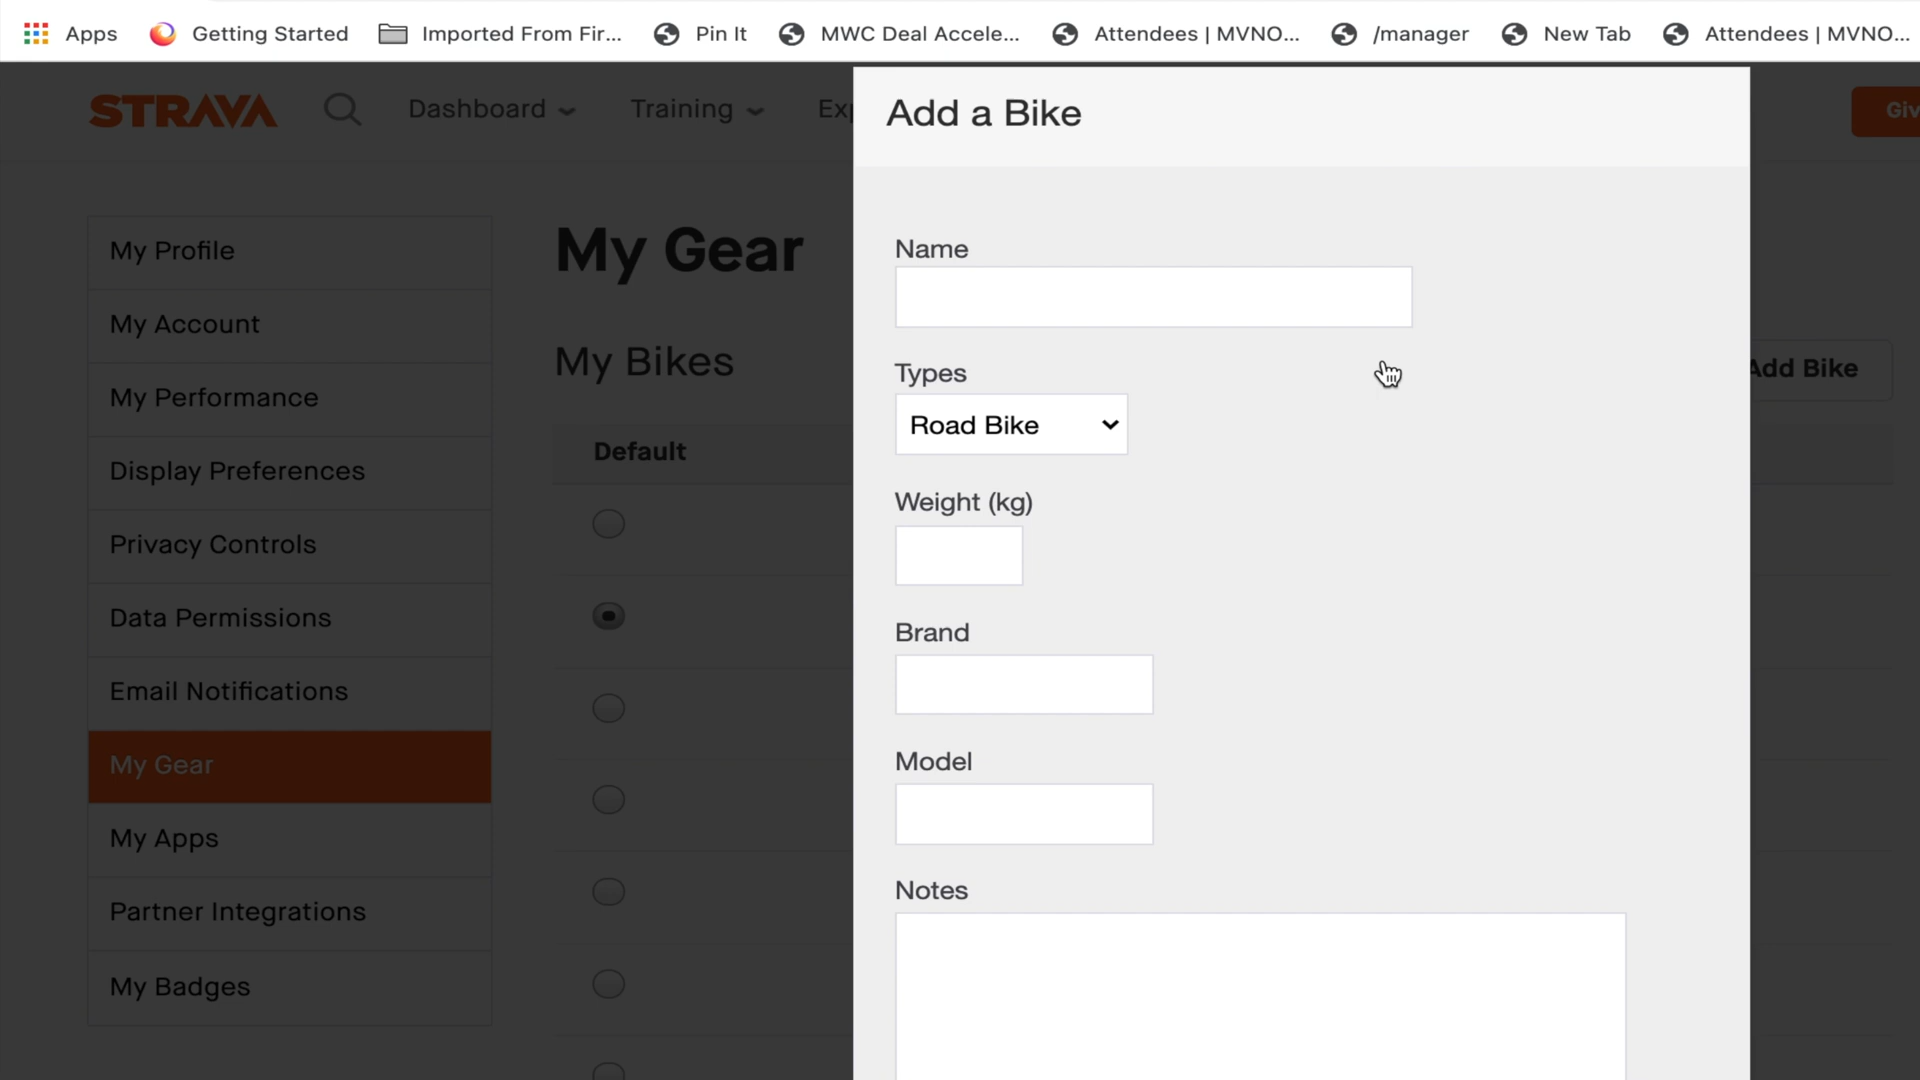 Apps Getting Started Imported From Fir... Pin It MWC Deal Accele... Attendees | MVNO... /manager New Tab Attendees | MVNO...
STRAVA Dashboard Training Exp
Giv
My Profile
My Account
My Performance
Display Preferences
Privacy Controls
Data Permissions
Email Notifications
My Gear
My Apps
Partner Integrations
My Badges
My Gear
My Bikes
Add Bike
Default
Add a Bike
Name
Types
Road Bike
Weight (kg)
Brand
Model
Notes